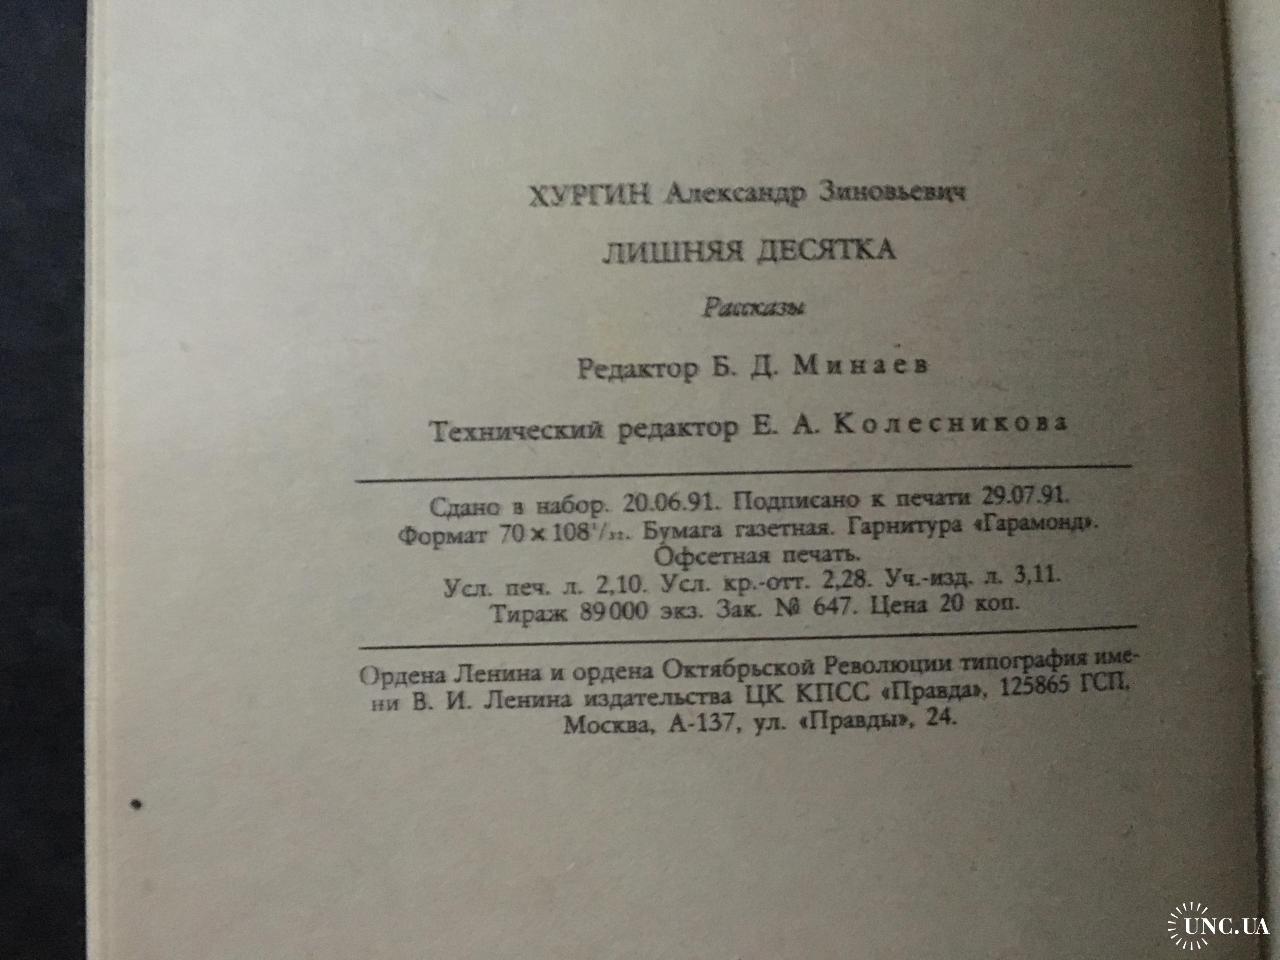 ХУРГИН Александр Зиновьевич
ЛИШНЯЯ ДЕСЯТКА
Рассказы
Редактор Б. Д. Минаев
Технический редактор Е. А. Колесникова
Сдано в набор. 20.06.91. Подписано к печати 29.07.91.
Формат 70×108¹/₃₂. Бумага газетная. Гарнитура «Гарамонд».
Офсетная печать.
Усл. печ. л. 2,10. Усл. кр.-отт. 2,28. Уч.-изд. л. 3,11.
Тираж 89000 экз. Зак. № 647. Цена 20 коп.
Ордена Ленина и ордена Октябрьской Революции типография име-
ни В. И. Ленина издательства ЦК КПСС «Правда», 125865 ГСП,
Москва, А-137, ул. «Правды», 24.
UNC.UA